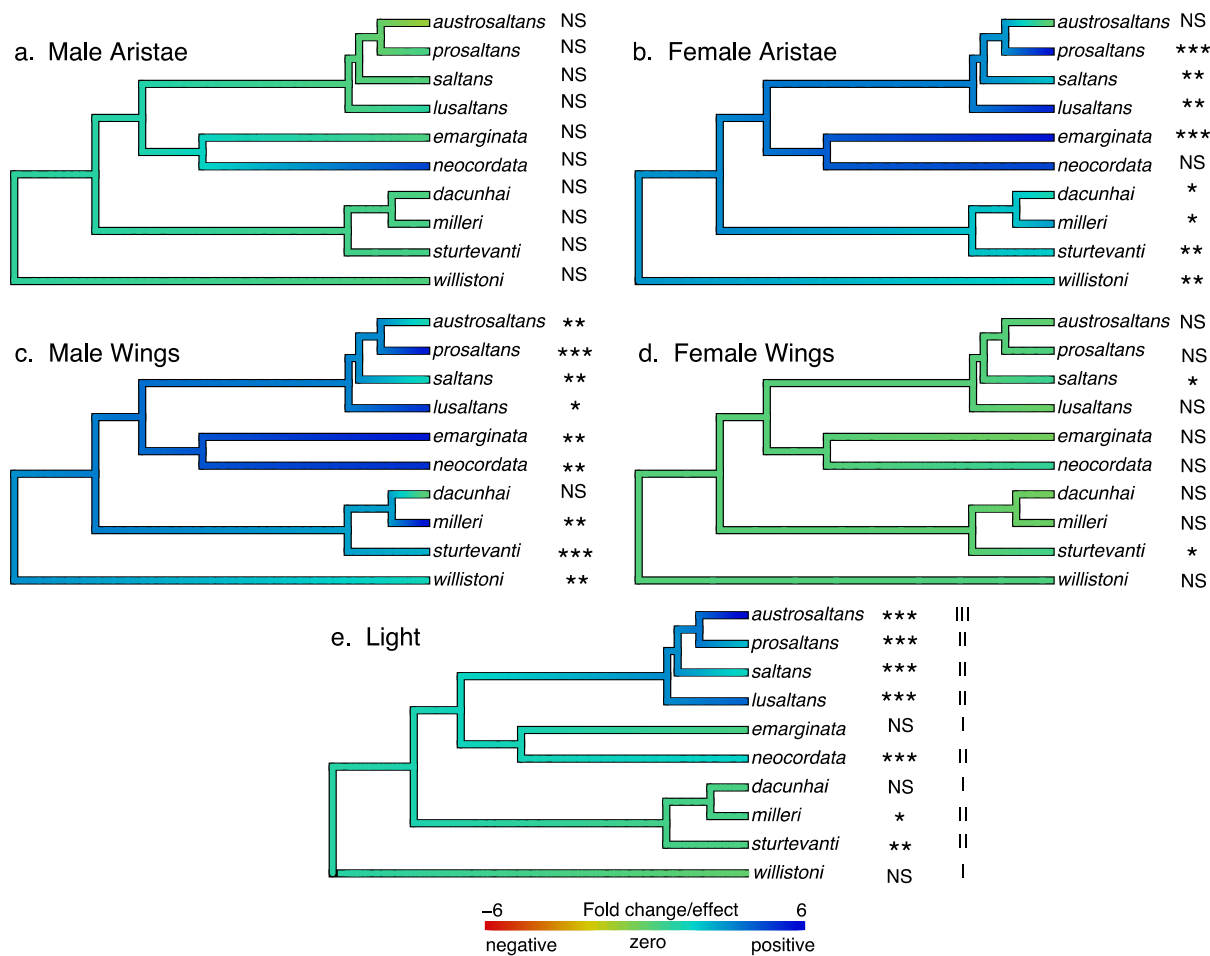 a. Male Aristae
austrosaltans NS
prosaltans NS
saltans NS
lusaltans NS
emarginata NS
neocordata NS
dacunhai NS
milleri NS
sturtevanti NS
willistoni NS
b. Female Aristae
austrosaltans NS
prosaltans ***
saltans **
lusaltans **
emarginata ***
neocordata NS
dacunhai *
milleri *
sturtevanti **
willistoni **
c. Male Wings
austrosaltans **
prosaltans ***
saltans **
lusaltans *
emarginata **
neocordata **
dacunhai NS
milleri **
sturtevanti ***
willistoni **
d. Female Wings
austrosaltans NS
prosaltans NS
saltans *
lusaltans NS
emarginata NS
neocordata NS
dacunhai NS
milleri NS
sturtevanti *
willistoni NS
e. Light
austrosaltans *** III
prosaltans *** II
saltans *** II
lusaltans *** II
emarginata NS I
neocordata *** II
dacunhai NS I
milleri * II
sturtevanti ** II
willistoni NS I
–6 Fold change/effect 6
negative zero positive